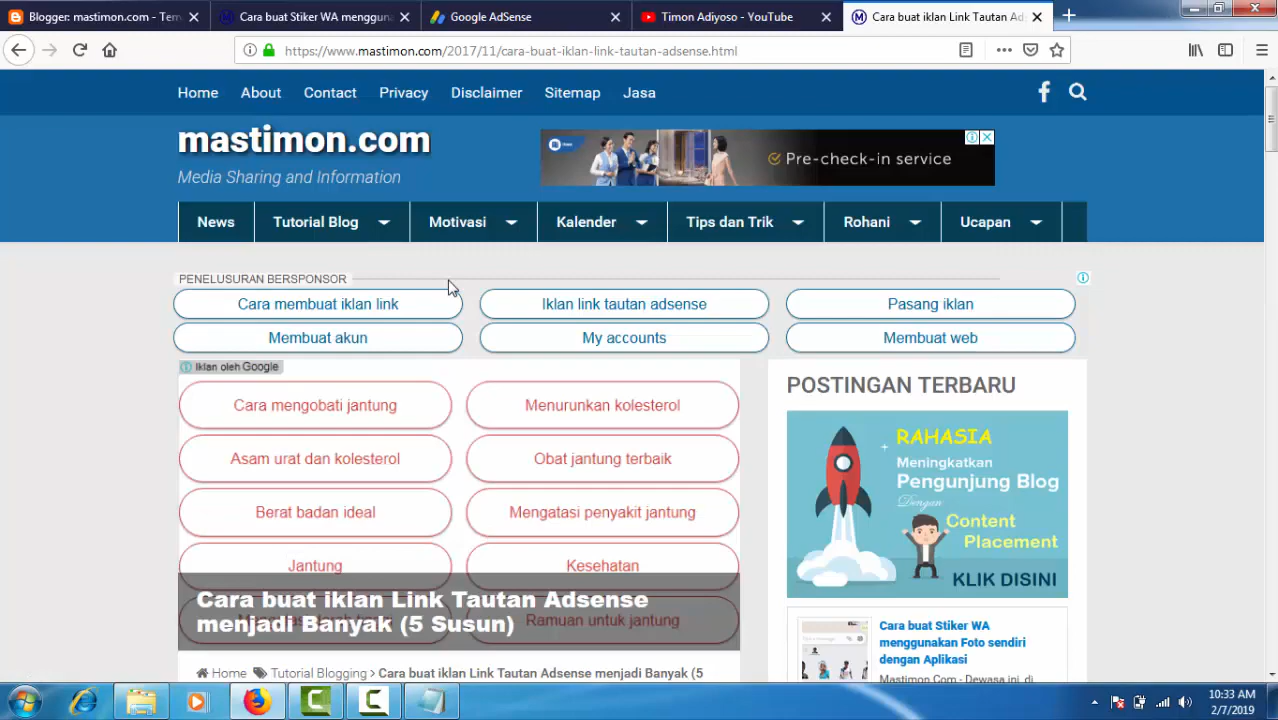 Blogger: mastimon.com - Tem
Cara buat Stiker WA mengguna
Google AdSense
Timon Adiyoso - YouTube
Cara buat iklan Link Tautan Ad
https://www.mastimon.com/2017/11/cara-buat-iklan-link-tautan-adsense.html
Home About Contact Privacy Disclaimer Sitemap Jasa
mastimon.com
Media Sharing and Information
Pre-check-in service
News Tutorial Blog Motivasi Kalender Tips dan Trik Rohani Ucapan
PENELUSURAN BERSPONSOR
Cara membuat iklan link Iklan link tautan adsense Pasang iklan
Membuat akun My accounts Membuat web
Iklan oleh Google
Cara mengobati jantung Menurunkan kolesterol
Asam urat dan kolesterol Obat jantung terbaik
Berat badan ideal Mengatasi penyakit jantung
Jantung Kesehatan
Ramuan untuk jantung
Cara buat iklan Link Tautan Adsense
menjadi Banyak (5 Susun)
Home Tutorial Blogging > Cara buat iklan Link Tautan Adsense menjadi Banyak (5
POSTINGAN TERBARU
RAHASIA
Meningkatkan
Pengunjung Blog
Dengan
Content
Placement
KLIK DISINI
Cara buat Stiker WA
menggunakan Foto sendiri
dengan Aplikasi
Mastimon.Com - Dewasa ini, di
10:33 AM
2/7/2019